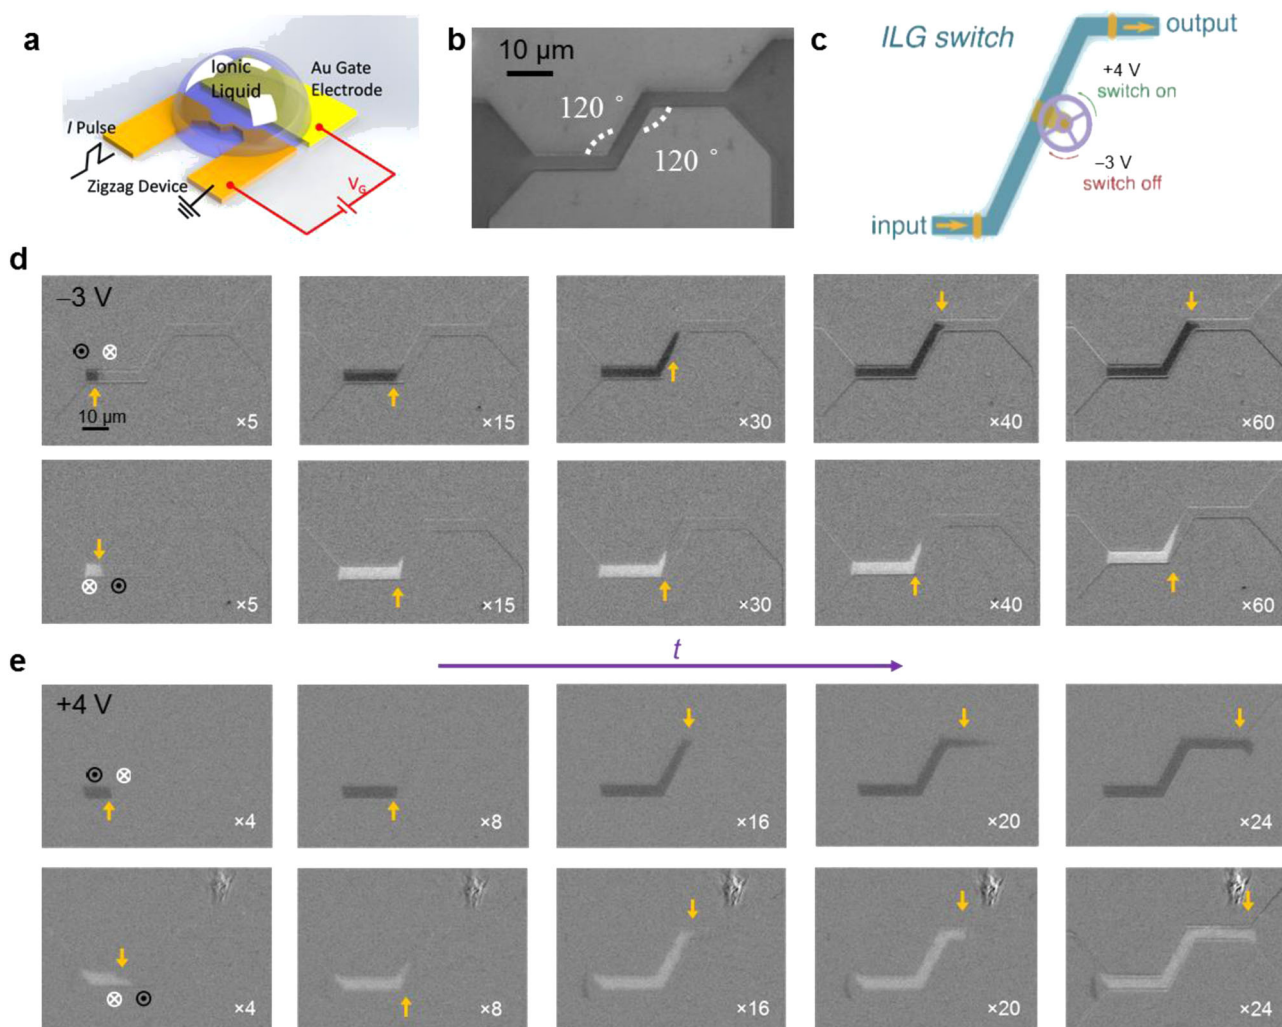 a
Ionic
Liquid
Au Gate
Electrode
I Pulse
Zigzag Device
V_G
b
10 μm
120 °
120 °
c
ILG switch
output
+4 V
switch on
−3 V
switch off
input
d
−3 V
10 μm
×5
×15
×30
×40
×60
×5
×15
×30
×40
×60
t
e
+4 V
×4
×8
×16
×20
×24
×4
×8
×16
×20
×24